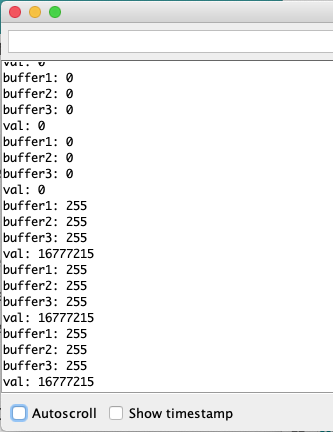 val: 0
buffer1: 0
buffer2: 0
buffer3: 0
val: 0
buffer1: 0
buffer2: 0
buffer3: 0
val: 0
buffer1: 255
buffer2: 255
buffer3: 255
val: 16777215
buffer1: 255
buffer2: 255
buffer3: 255
val: 16777215
buffer1: 255
buffer2: 255
buffer3: 255
val: 16777215
Autoscroll Show timestamp